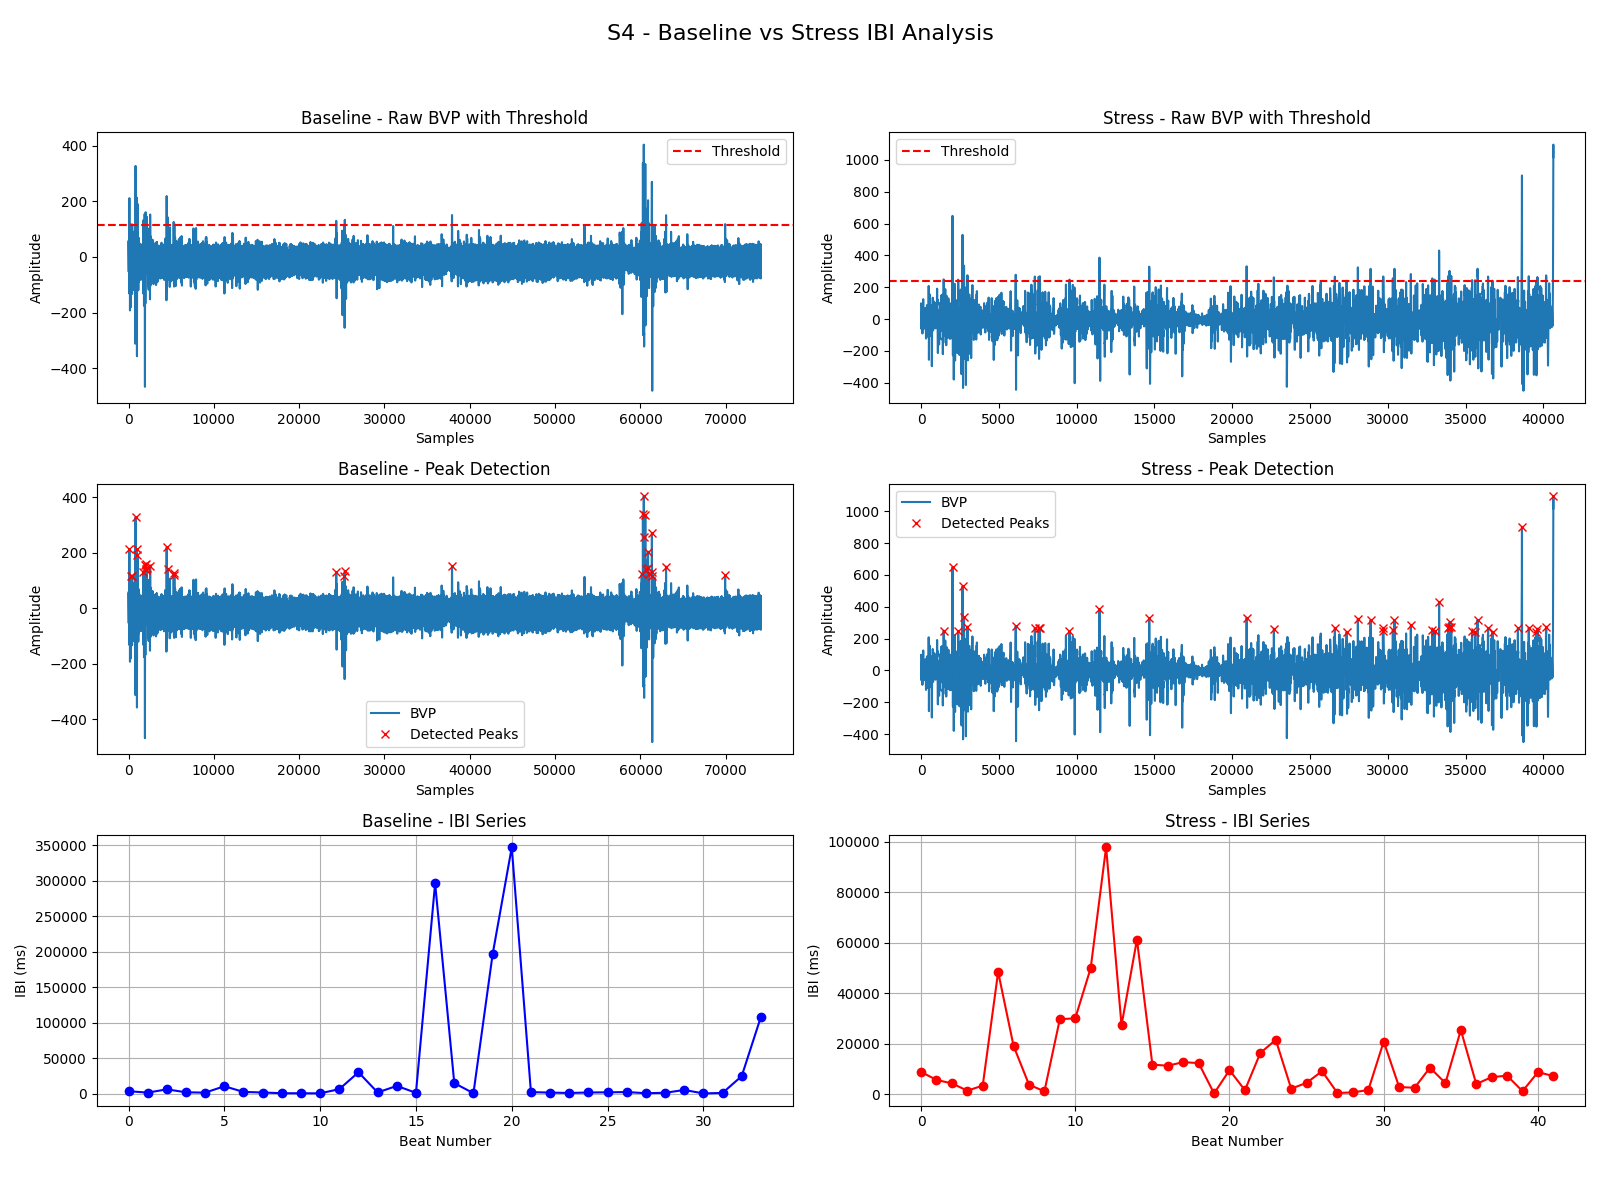 S4 - Baseline vs Stress IBI Analysis
Baseline - Raw BVP with Threshold
400
200
0
−200
−400
Amplitude
Threshold
0 10000 20000 30000 40000 50000 60000 70000
Samples
Stress - Raw BVP with Threshold
1000
800
600
400
200
0
−200
−400
Amplitude
Threshold
0 5000 10000 15000 20000 25000 30000 35000 40000
Samples
Baseline - Peak Detection
400
200
0
−200
−400
Amplitude
BVP
Detected Peaks
0 10000 20000 30000 40000 50000 60000 70000
Samples
Stress - Peak Detection
1000
800
600
400
200
0
−200
−400
Amplitude
BVP
Detected Peaks
0 5000 10000 15000 20000 25000 30000 35000 40000
Samples
Baseline - IBI Series
350000
300000
250000
200000
150000
100000
50000
0
IBI (ms)
0 5 10 15 20 25 30
Beat Number
Stress - IBI Series
100000
80000
60000
40000
20000
0
IBI (ms)
0 10 20 30 40
Beat Number